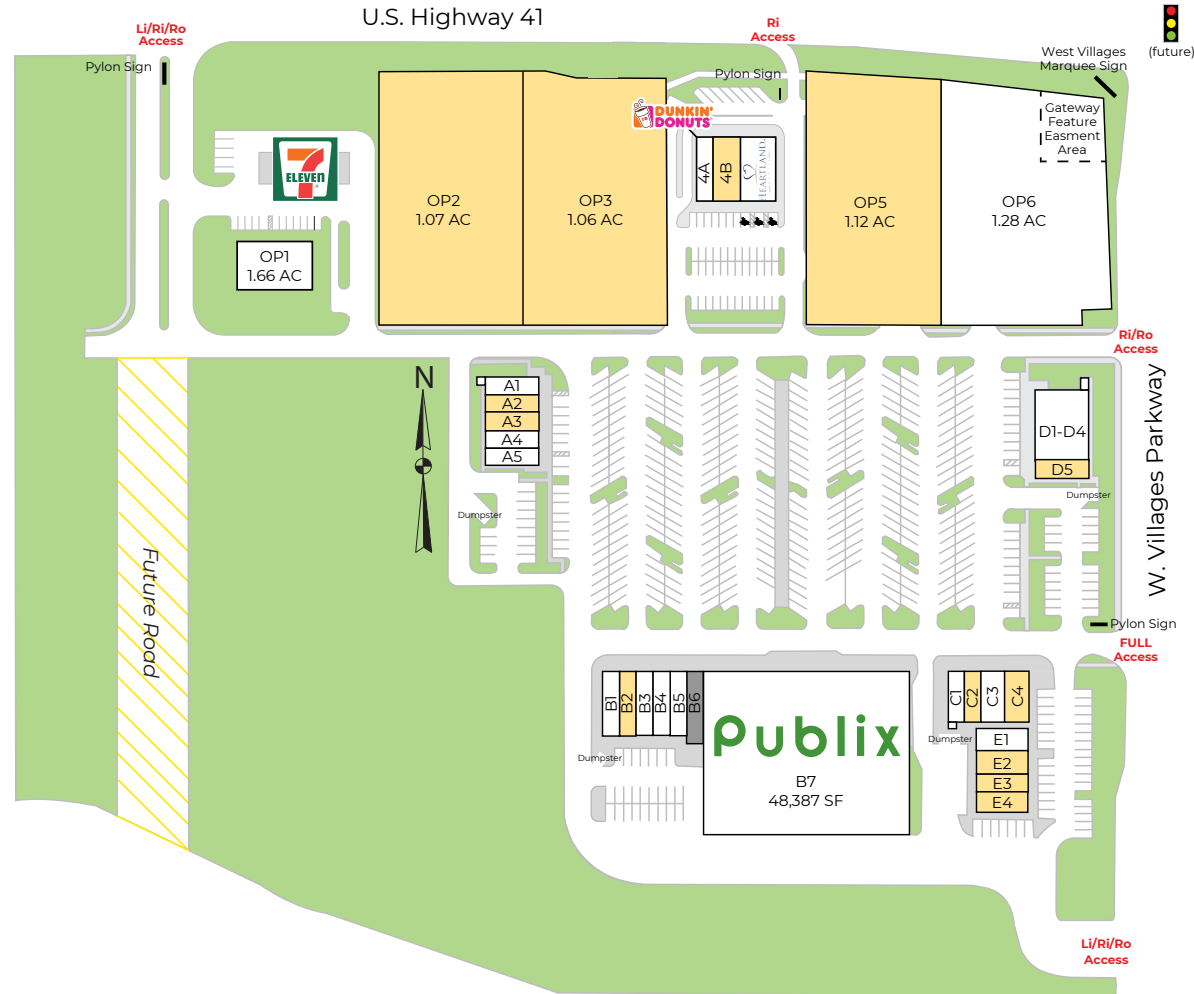 U.S. Highway 41
Li/Ri/Ro
Access
Pylon Sign
Ri
Access
Pylon Sign
West Villages
Marquee Sign
(future)
DUNKIN'
DONUTS
Gateway
Feature
Easment
Area
7
ELEVEN
4A
4B
HEARTLAND
OP2
1.07 AC
OP3
1.06 AC
OP5
1.12 AC
OP6
1.28 AC
OP1
1.66 AC
Ri/Ro
Access
N
A1
A2
A3
A4
A5
Dumpster
D1-D4
D5
Dumpster
W. Villages Parkway
Future Road
Pylon Sign
FULL
Access
B1
B2
B3
B4
B5
B6
Publix
B7
48,387 SF
Dumpster
C1
C2
C3
C4
Dumpster
E1
E2
E3
E4
Li/Ri/Ro
Access